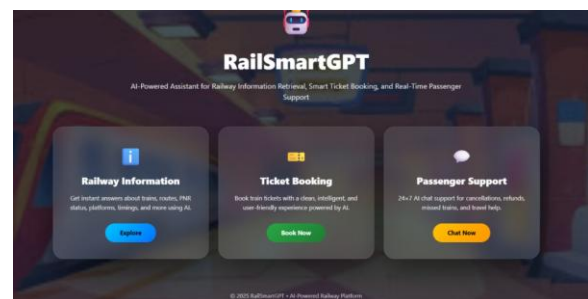 RailSmartGPT
AI-Powered Assistant for Railway Information Retrieval, Smart Ticket Booking, and Real-Time Passenger
Support
Railway Information
Get instant answers about trains, routes, PNR
status, platforms, timings, and more using AI.
Explore
Ticket Booking
Book train tickets with a clean, intelligent, and
user-friendly experience powered by AI.
Book Now
Passenger Support
24×7 AI chat support for cancellations, refunds,
missed trains, and travel help.
Chat Now
© 2025 RailSmartGPT • AI-Powered Railway Platform